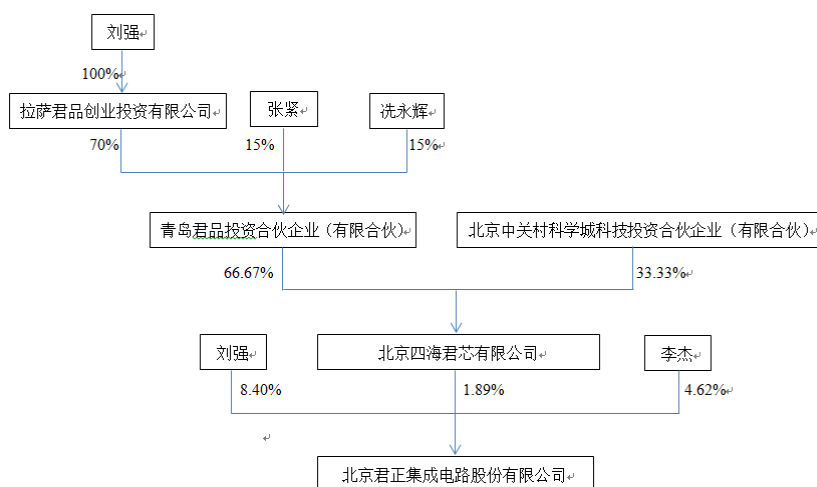 刘强
100%
拉萨君品创业投资有限公司
张紧
冼永辉
70%
15%
15%
青岛君品投资合伙企业（有限合伙）
北京中关村科学城科技投资合伙企业（有限合伙）
66.67%
33.33%
刘强
北京四海君芯有限公司
李杰
8.40%
1.89%
4.62%
北京君正集成电路股份有限公司